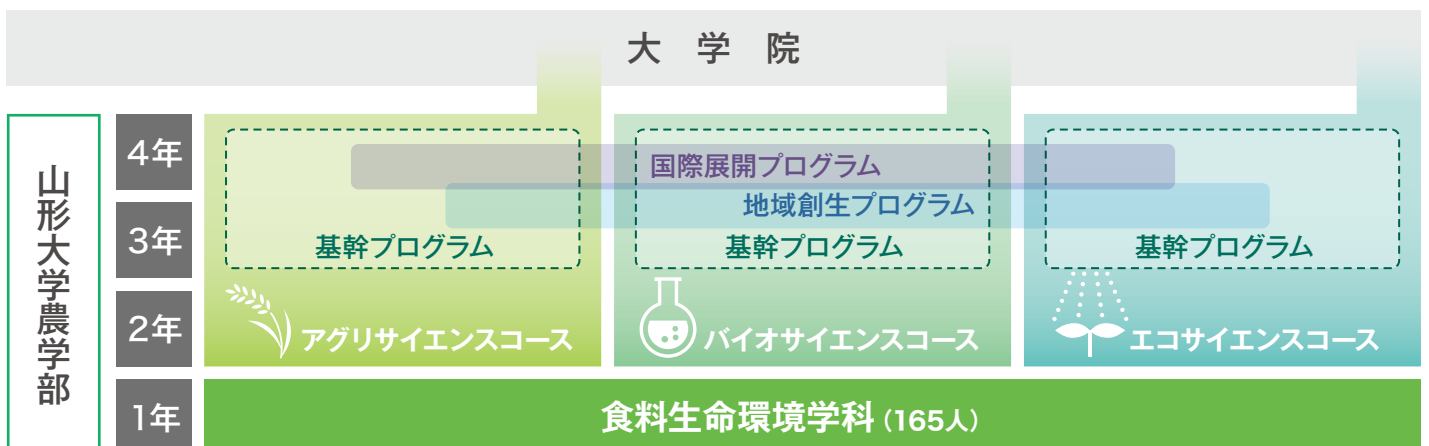 大 学 院
山形大学農学部
4年
国際展開プログラム
地域創生プログラム
3年
基幹プログラム
基幹プログラム
基幹プログラム
2年
アグリサイエンスコース
バイオサイエンスコース
エコサイエンスコース
1年
食料生命環境学科(165人)